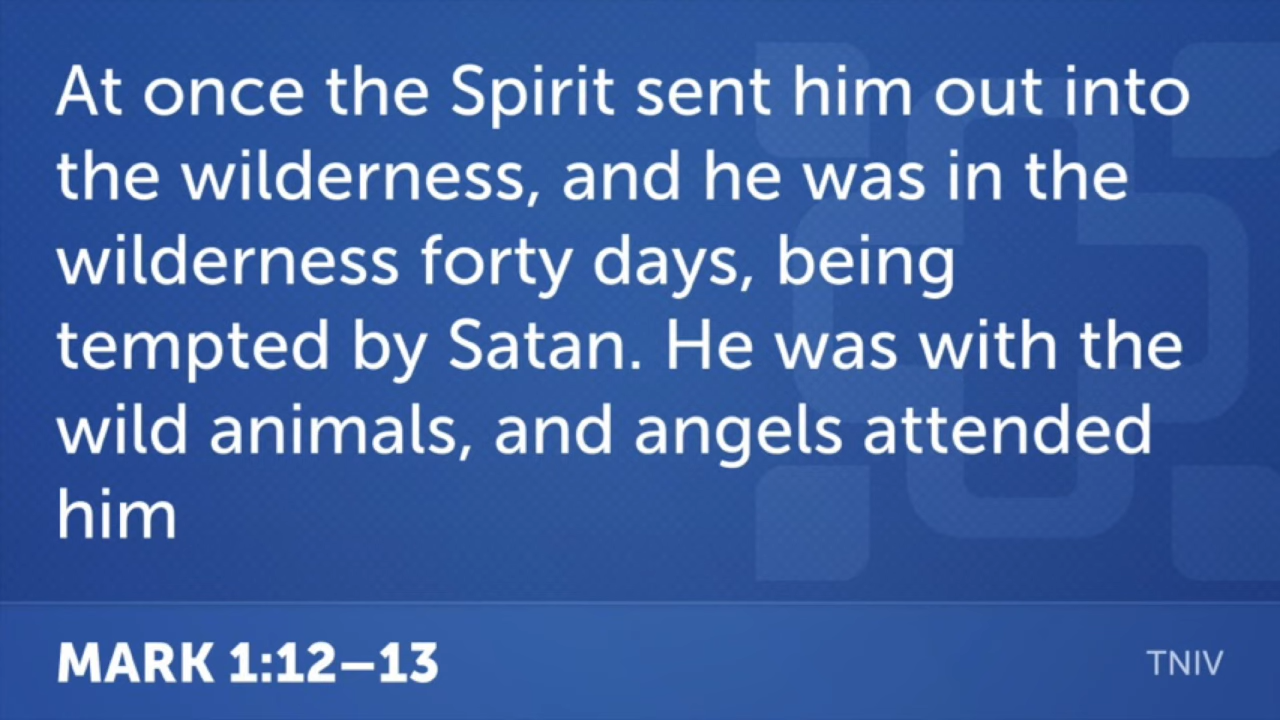 At once the Spirit sent him out into
the wilderness, and he was in the
wilderness forty days, being
tempted by Satan. He was with the
wild animals, and angels attended
him
MARK 1:12–13
TNIV